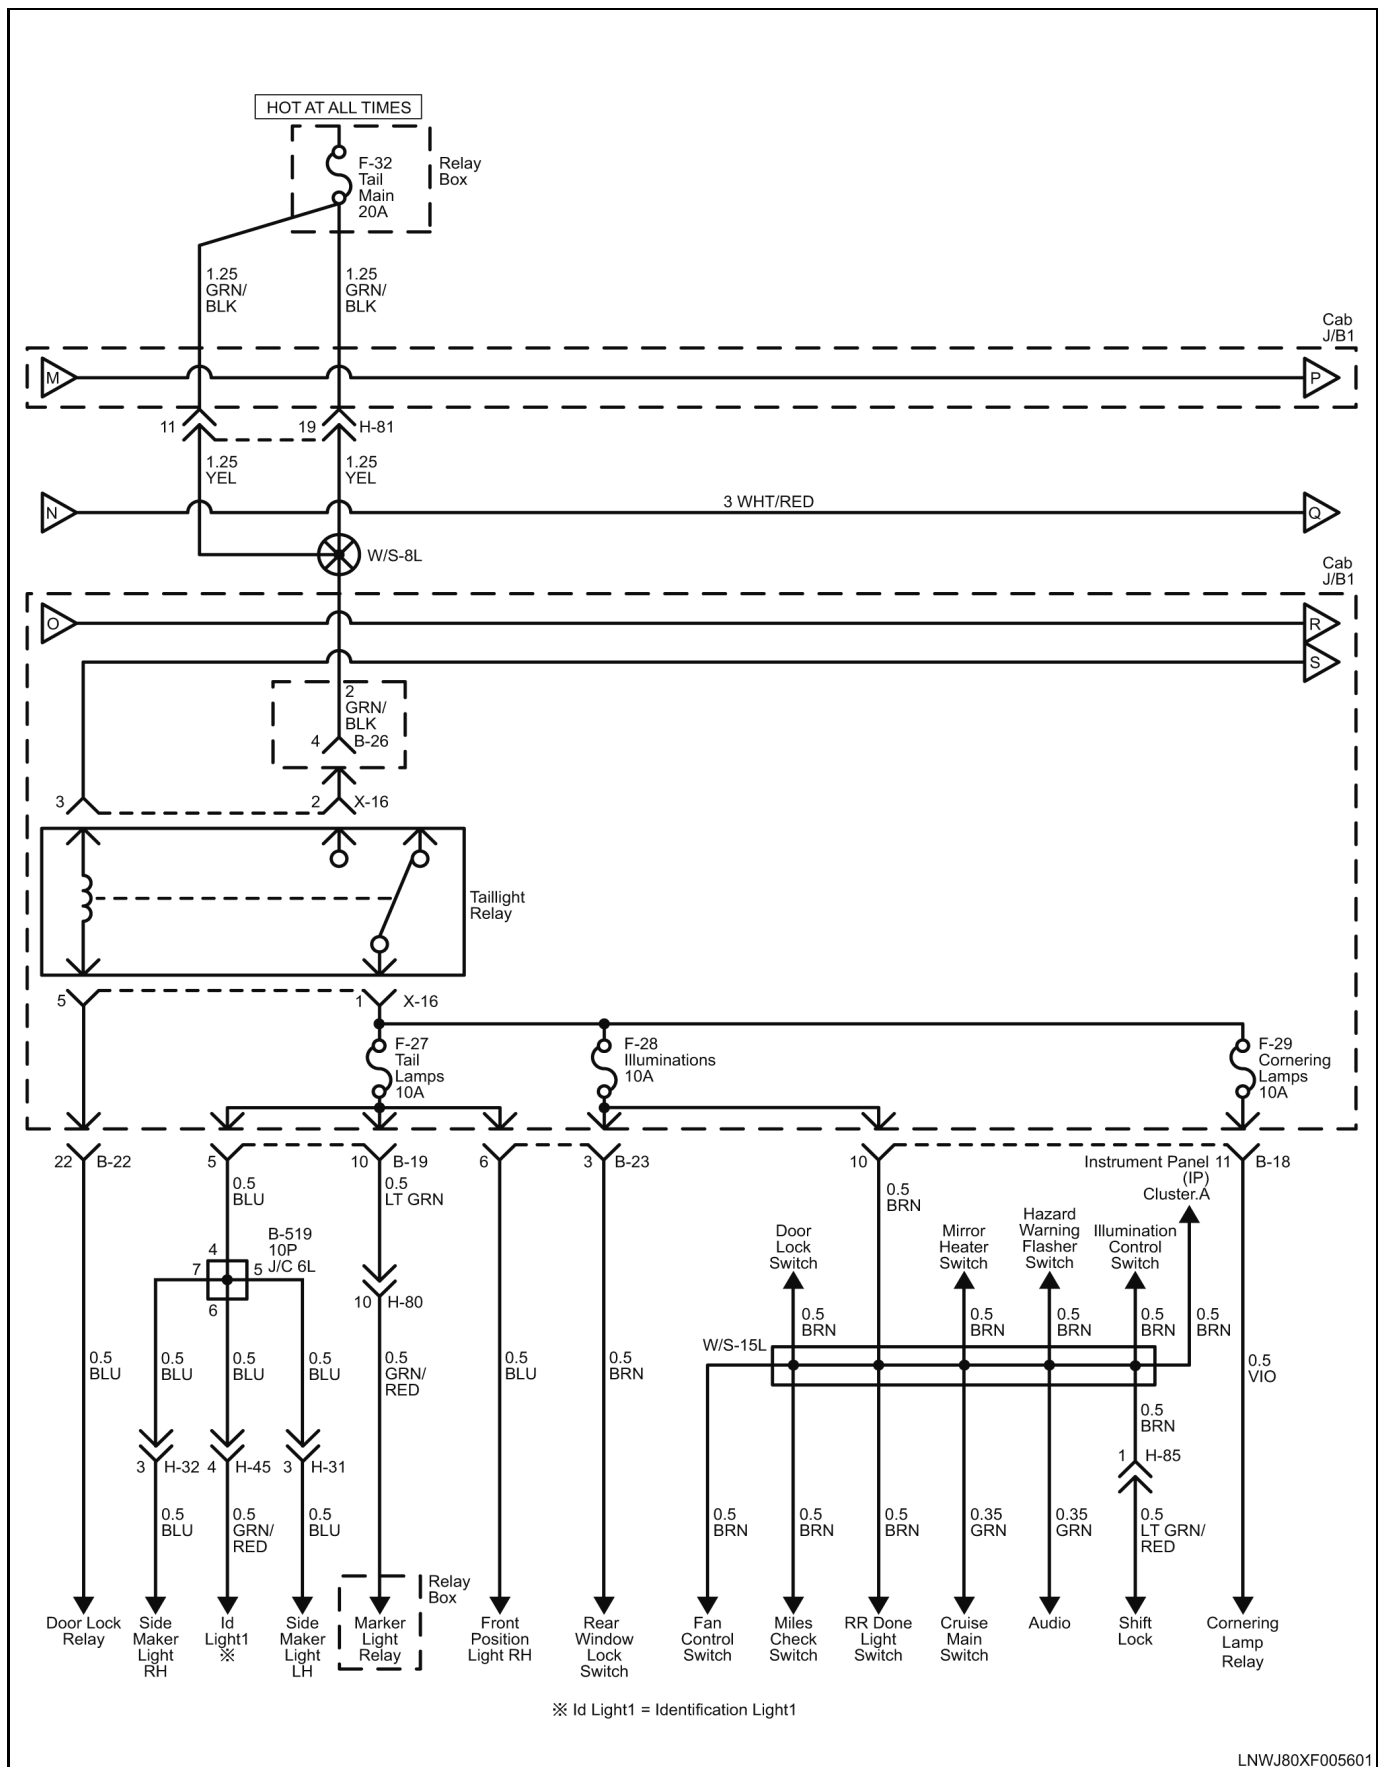 HOT AT ALL TIMES
F-32
Tail
Main
20A
Relay
Box
1.25
GRN/
BLK
1.25
GRN/
BLK
Cab
J/B1
M
P
11
19
H-81
1.25
YEL
1.25
YEL
N
3 WHT/RED
Q
W/S-8L
Cab
J/B1
O
R
S
2
GRN/
BLK
4
B-26
3
2
X-16
Taillight
Relay
5
1
X-16
F-27
Tail
Lamps
10A
F-28
Illuminations
10A
F-29
Cornering
Lamps
10A
22
B-22
5
10
B-19
6
3
B-23
10
Instrument Panel
(IP)
Cluster.A
11
B-18
0.5
BLU
0.5
LT GRN
0.5
BRN
B-519
10P
J/C 6L
4
7
5
6
10
H-80
Door
Lock
Switch
Mirror
Heater
Switch
Hazard
Warning
Flasher
Switch
Illumination
Control
Switch
0.5
BRN
0.5
BRN
0.5
BRN
0.5
BRN
0.5
BRN
W/S-15L
0.5
BLU
0.5
BLU
0.5
BLU
0.5
BLU
0.5
GRN/
RED
0.5
BLU
0.5
BRN
0.5
VIO
0.5
BRN
1
H-85
3
H-32
4
H-45
3
H-31
0.5
BLU
0.5
GRN/
RED
0.5
BLU
0.5
BRN
0.5
BRN
0.5
BRN
0.35
GRN
0.35
GRN
0.5
LT GRN/
RED
Relay
Box
Door Lock
Relay
Side
Maker
Light
RH
Id
Light1
※
Side
Maker
Light
LH
Marker
Light
Relay
Front
Position
Light RH
Rear
Window
Lock
Switch
Fan
Control
Switch
Miles
Check
Switch
RR Done
Light
Switch
Cruise
Main
Switch
Audio
Shift
Lock
Cornering
Lamp
Relay
※ Id Light1 = Identification Light1
LNWJ80XF005601